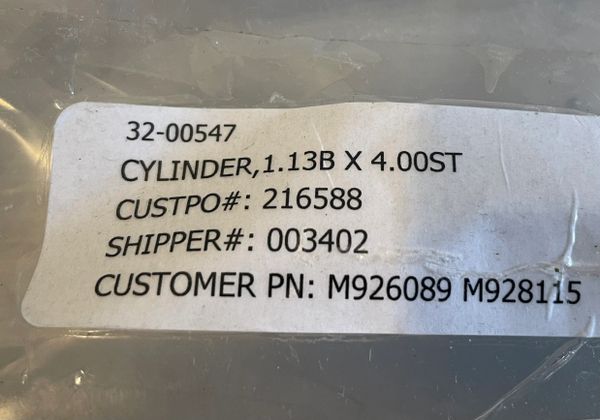 32-00547
CYLINDER,1.13B X 4.00ST
CUSTPO#: 216588
SHIPPER#: 003402
CUSTOMER PN: M926089 M928115